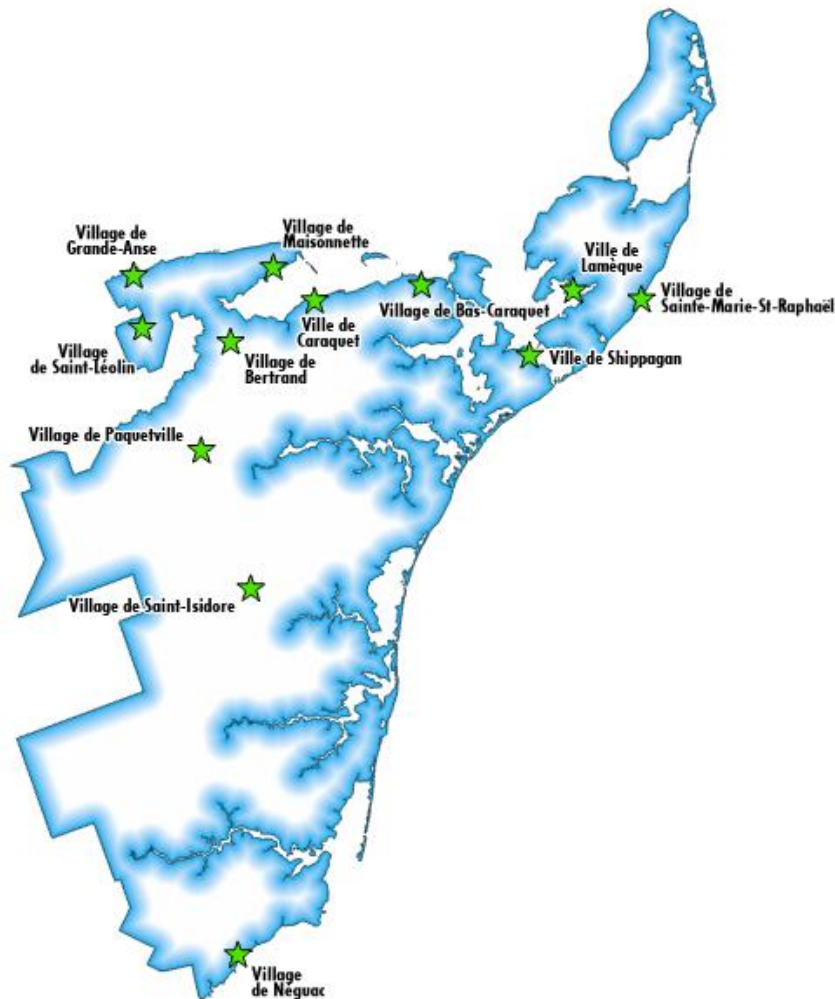 Village de
Grande-Anse
Village de
Maisonnette
Ville de
Lamèque
Village de
Sainte-Marie-St-Raphaël
Village de Bas-Caraquet
Ville de
Caraquet
Village
de Saint-Léolin
Village de
Bertrand
Ville de Shippagan
Village de Paquetville
Village de Saint-Isidore
Village
de Néguac